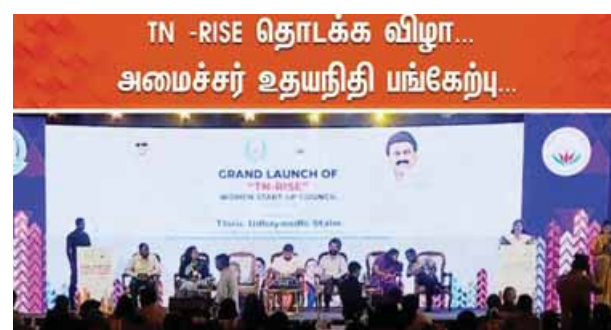 TN -RISE தொடக்க விழா...
அமைச்சர் உதயநிதி பங்கேற்பு...
GRAND LAUNCH OF
"TN-RISE"
WOMEN START-UP COUNCIL
Thiru. Udhayanidhi Stalin